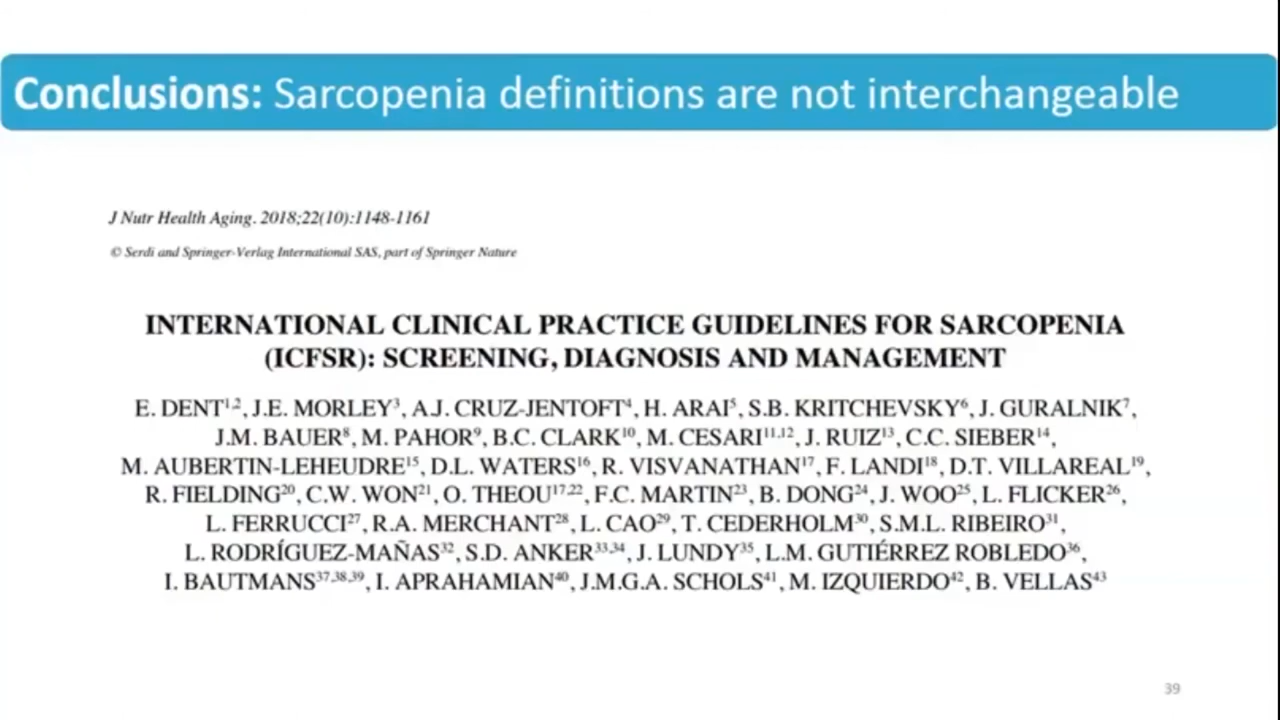 Conclusions: Sarcopenia definitions are not interchangeable
J Nutr Health Aging. 2018;22(10):1148-1161
© Serdi and Springer-Verlag International SAS, part of Springer Nature
INTERNATIONAL CLINICAL PRACTICE GUIDELINES FOR SARCOPENIA
(ICFSR): SCREENING, DIAGNOSIS AND MANAGEMENT
E. DENT¹,², J.E. MORLEY³, A.J. CRUZ-JENTOFT⁴, H. ARAI⁵, S.B. KRITCHEVSKY⁶, J. GURALNIK⁷,
J.M. BAUER⁸, M. PAHOR⁹, B.C. CLARK¹⁰, M. CESARI¹¹,¹², J. RUIZ¹³, C.C. SIEBER¹⁴,
M. AUBERTIN-LEHEUDRE¹⁵, D.L. WATERS¹⁶, R. VISVANATHAN¹⁷, F. LANDI¹⁸, D.T. VILLAREAL¹⁹,
R. FIELDING²⁰, C.W. WON²¹, O. THEOU¹⁷,²², F.C. MARTIN²³, B. DONG²⁴, J. WOO²⁵, L. FLICKER²⁶,
L. FERRUCCI²⁷, R.A. MERCHANT²⁸, L. CAO²⁹, T. CEDERHOLM³⁰, S.M.L. RIBEIRO³¹,
L. RODRÍGUEZ-MAÑAS³², S.D. ANKER³³,³⁴, J. LUNDY³⁵, L.M. GUTIÉRREZ ROBLEDO³⁶,
I. BAUTMANS³⁷,³⁸,³⁹, I. APRAHAMIAN⁴⁰, J.M.G.A. SCHOLS⁴¹, M. IZQUIERDO⁴², B. VELLAS⁴³
39